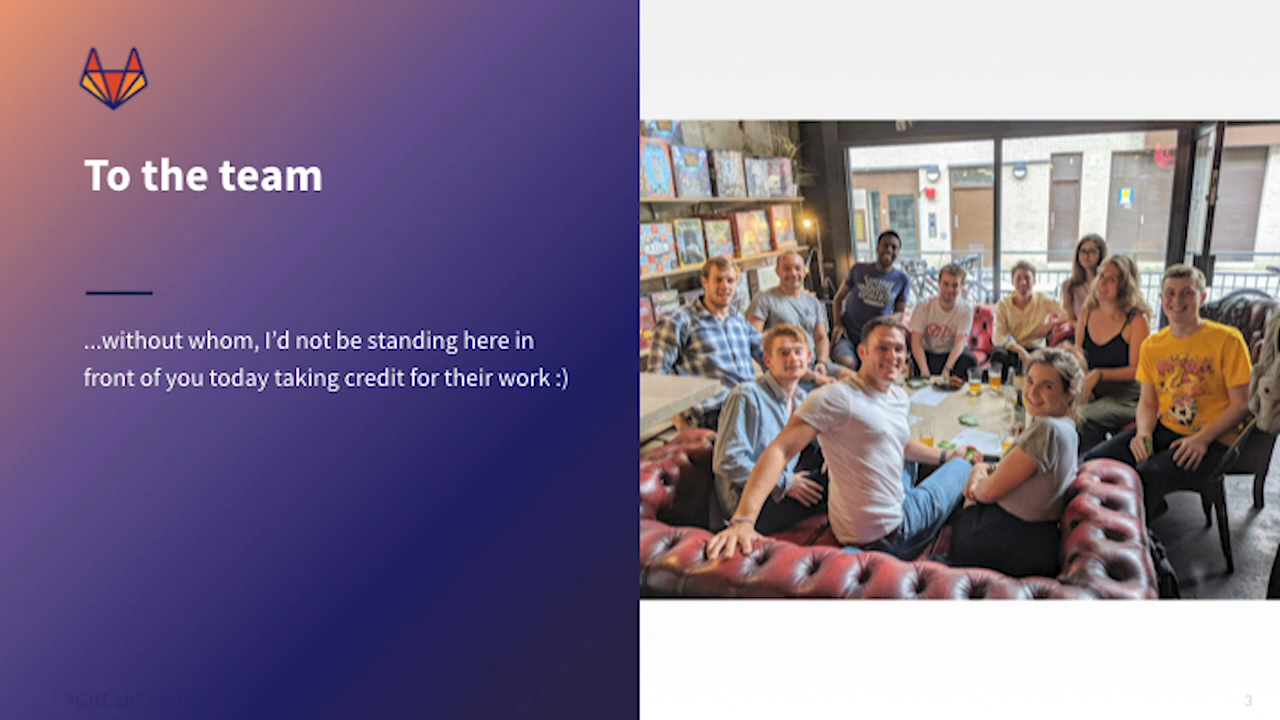 To the team
...without whom, I'd not be standing here in
front of you today taking credit for their work :)
3